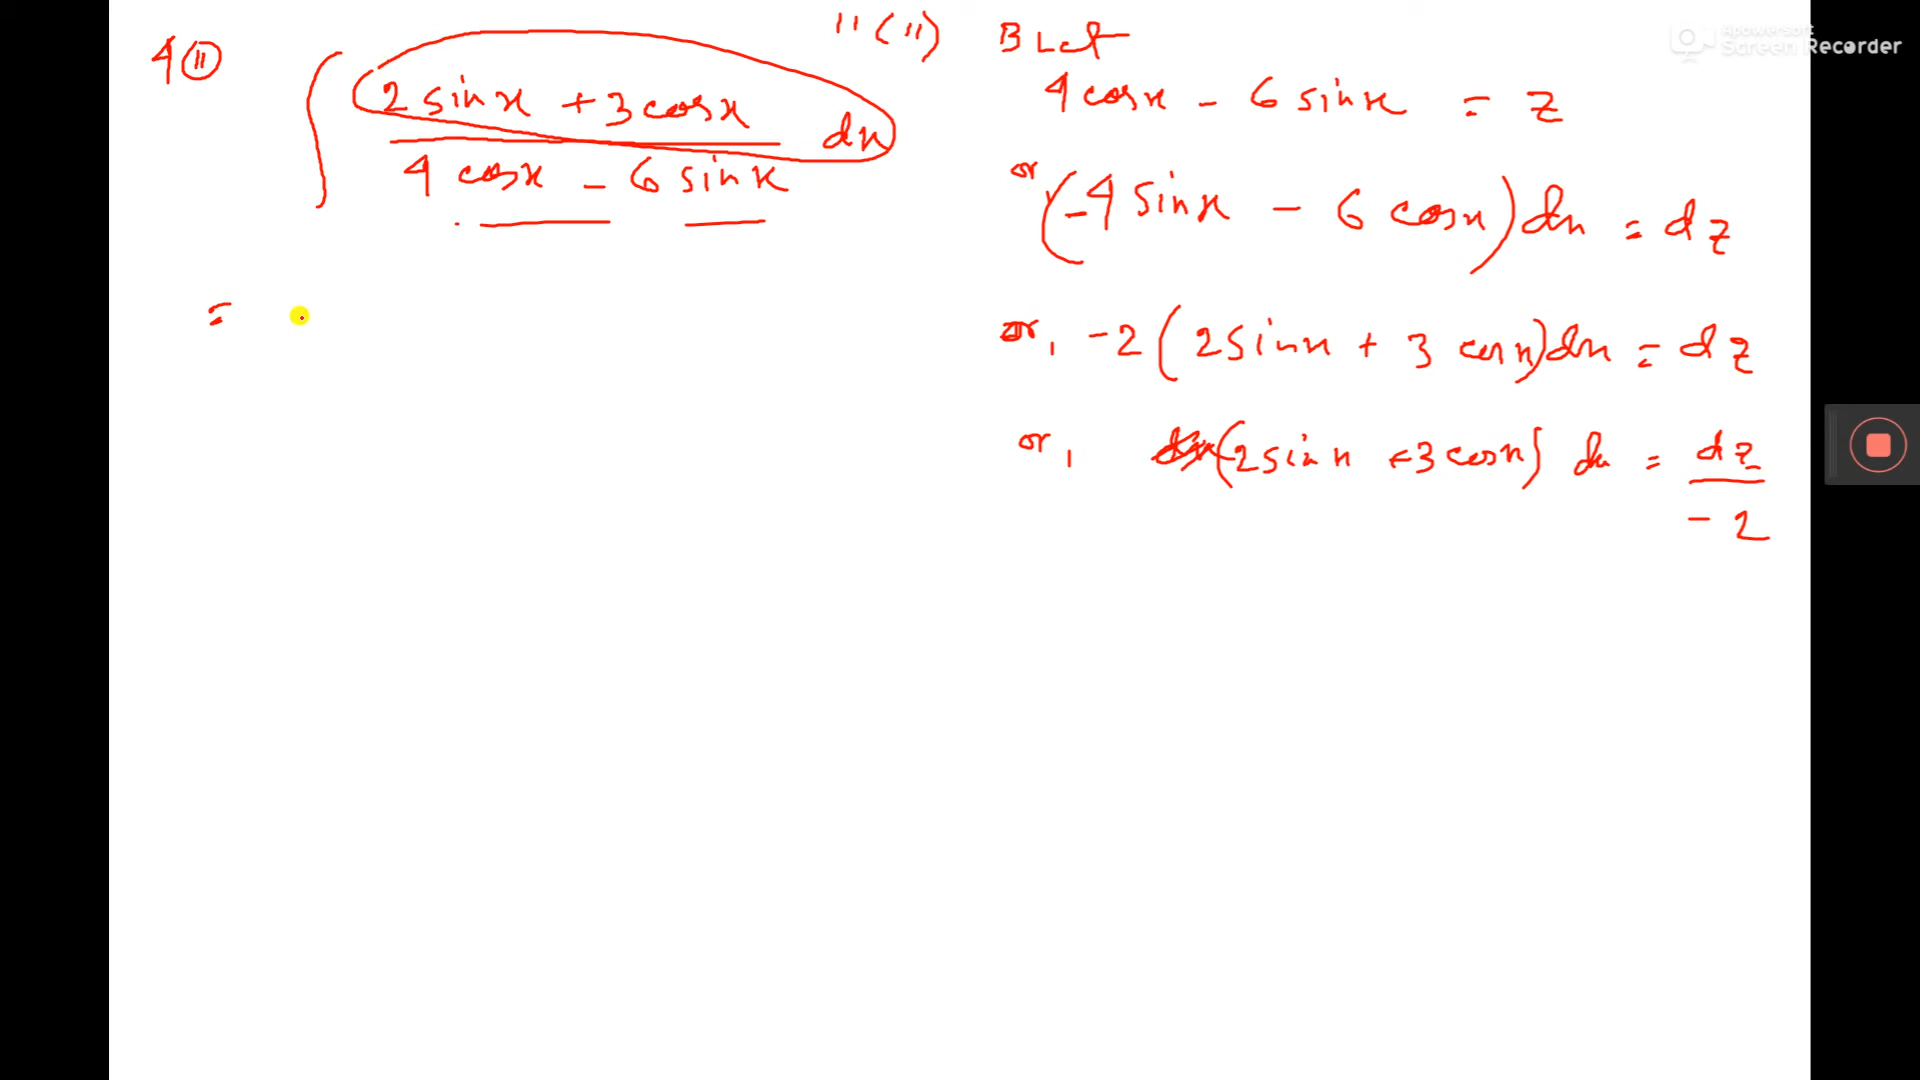 4(ii) ∫ (2 sin x + 3 cos x) / (4 cos x - 6 sin x) dx
"(")
Let
4 cos x - 6 sin x = z
or, (-4 sin x - 6 cos x) dx = dz
or, -2 (2 sin x + 3 cos x) dx = dz
or, (2 sin x + 3 cos x) dx = dz / -2
=
Apowersoft
Screen Recorder